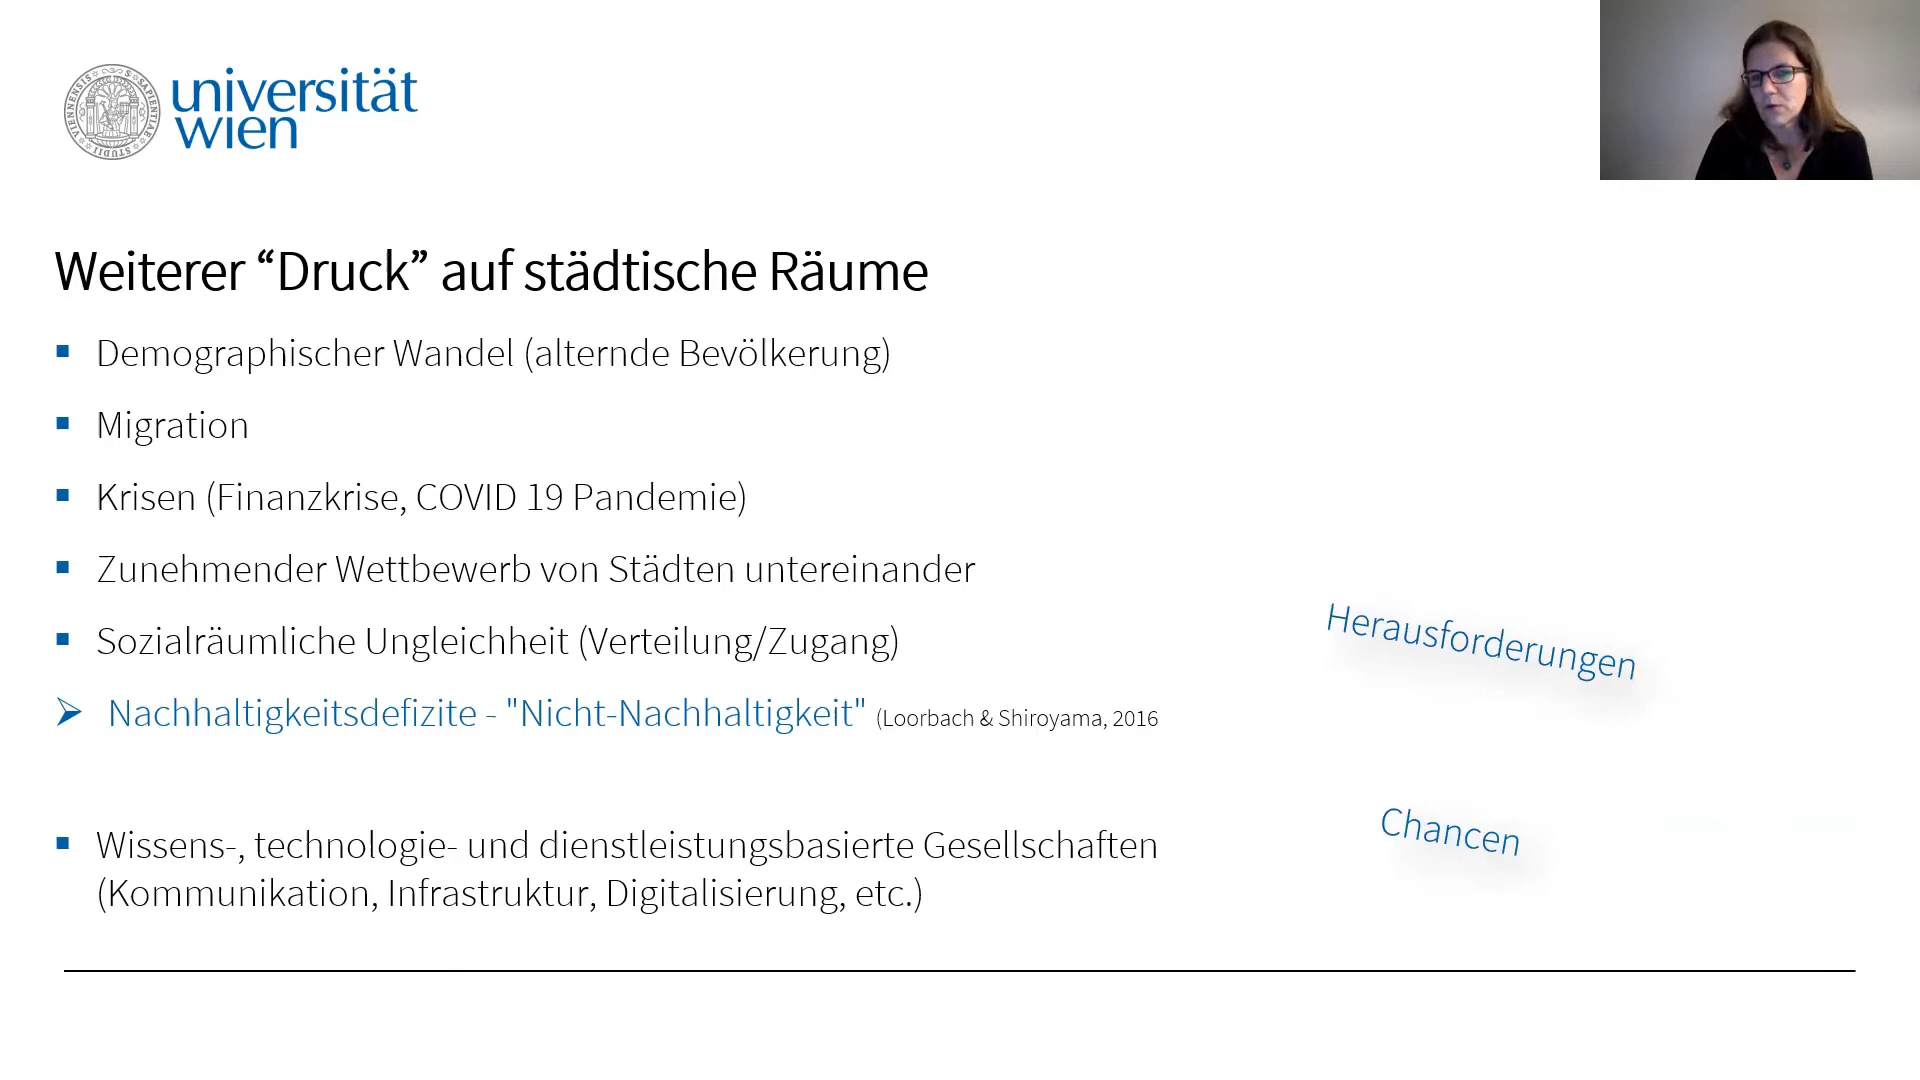 universität
wien
Weiterer “Druck” auf städtische Räume
Demographischer Wandel (alternde Bevölkerung)
Migration
Krisen (Finanzkrise, COVID 19 Pandemie)
Zunehmender Wettbewerb von Städten untereinander
Sozialräumliche Ungleichheit (Verteilung/Zugang)
Herausforderungen
Nachhaltigkeitsdefizite - "Nicht-Nachhaltigkeit" (Loorbach & Shiroyama, 2016
Chancen
Wissens-, technologie- und dienstleistungsbasierte Gesellschaften
(Kommunikation, Infrastruktur, Digitalisierung, etc.)